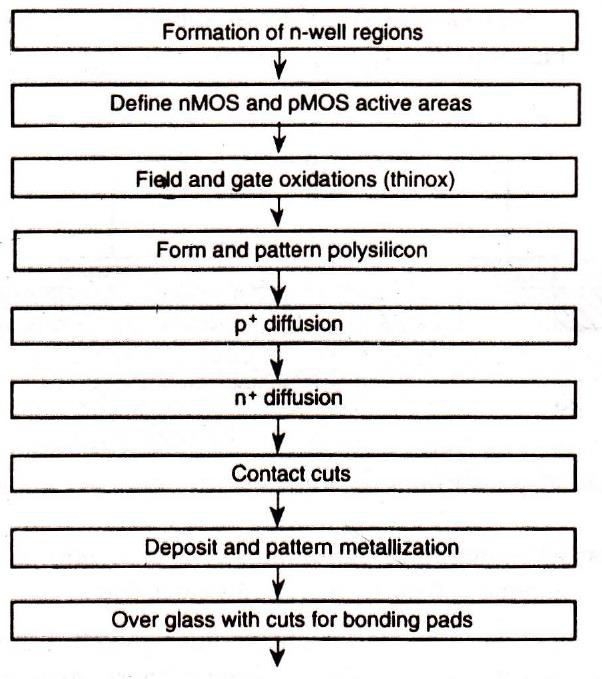 Formation of n-well regions
Define nMOS and pMOS active areas
Field and gate oxidations (thinox)
Form and pattern polysilicon
p⁺ diffusion
n⁺ diffusion
Contact cuts
Deposit and pattern metallization
Over glass with cuts for bonding pads